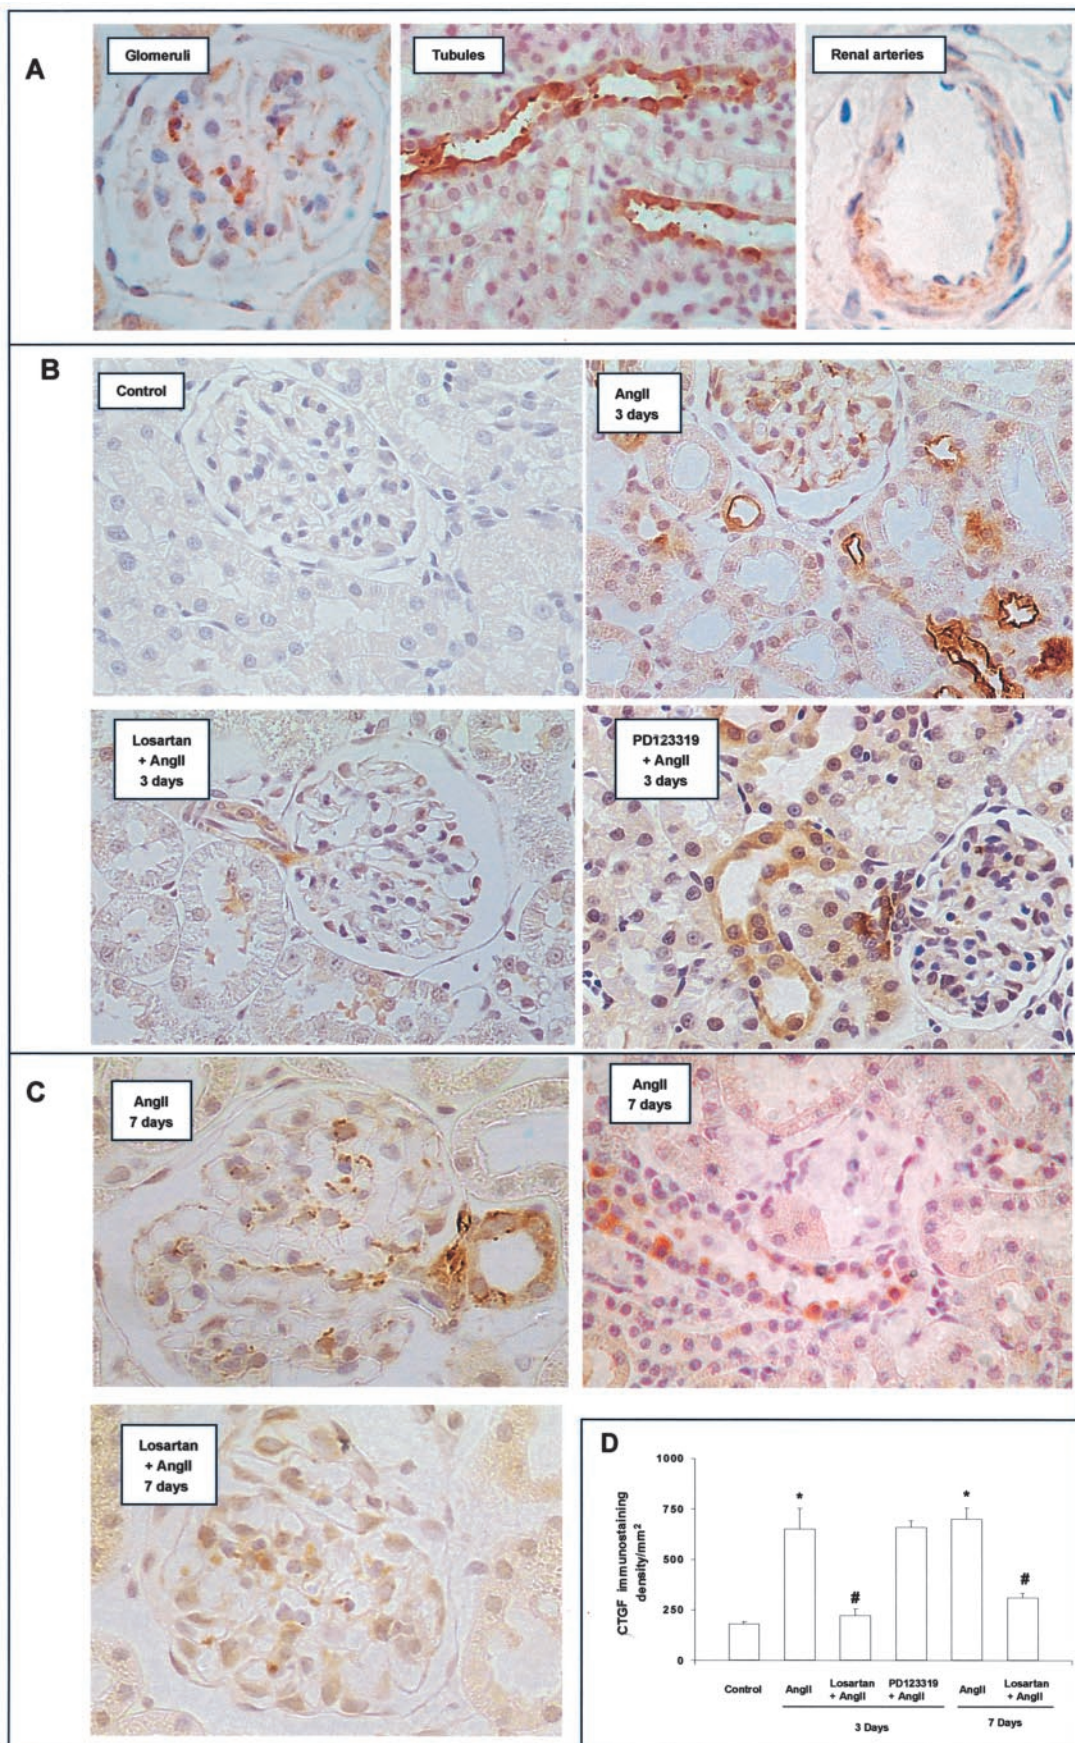 A
Glomeruli
Tubules
Renal arteries
B
Control
AngII
3 days
Losartan
+ AngII
3 days
PD123319
+ AngII
3 days
C
AngII
7 days
AngII
7 days
Losartan
+ AngII
7 days
D
CTGF immunostaining
density/mm²
1000
750
500
250
0
*
#
*
#
Control
AngII
Losartan
+ AngII
PD123319
+ AngII
AngII
Losartan
+ AngII
3 Days
7 Days